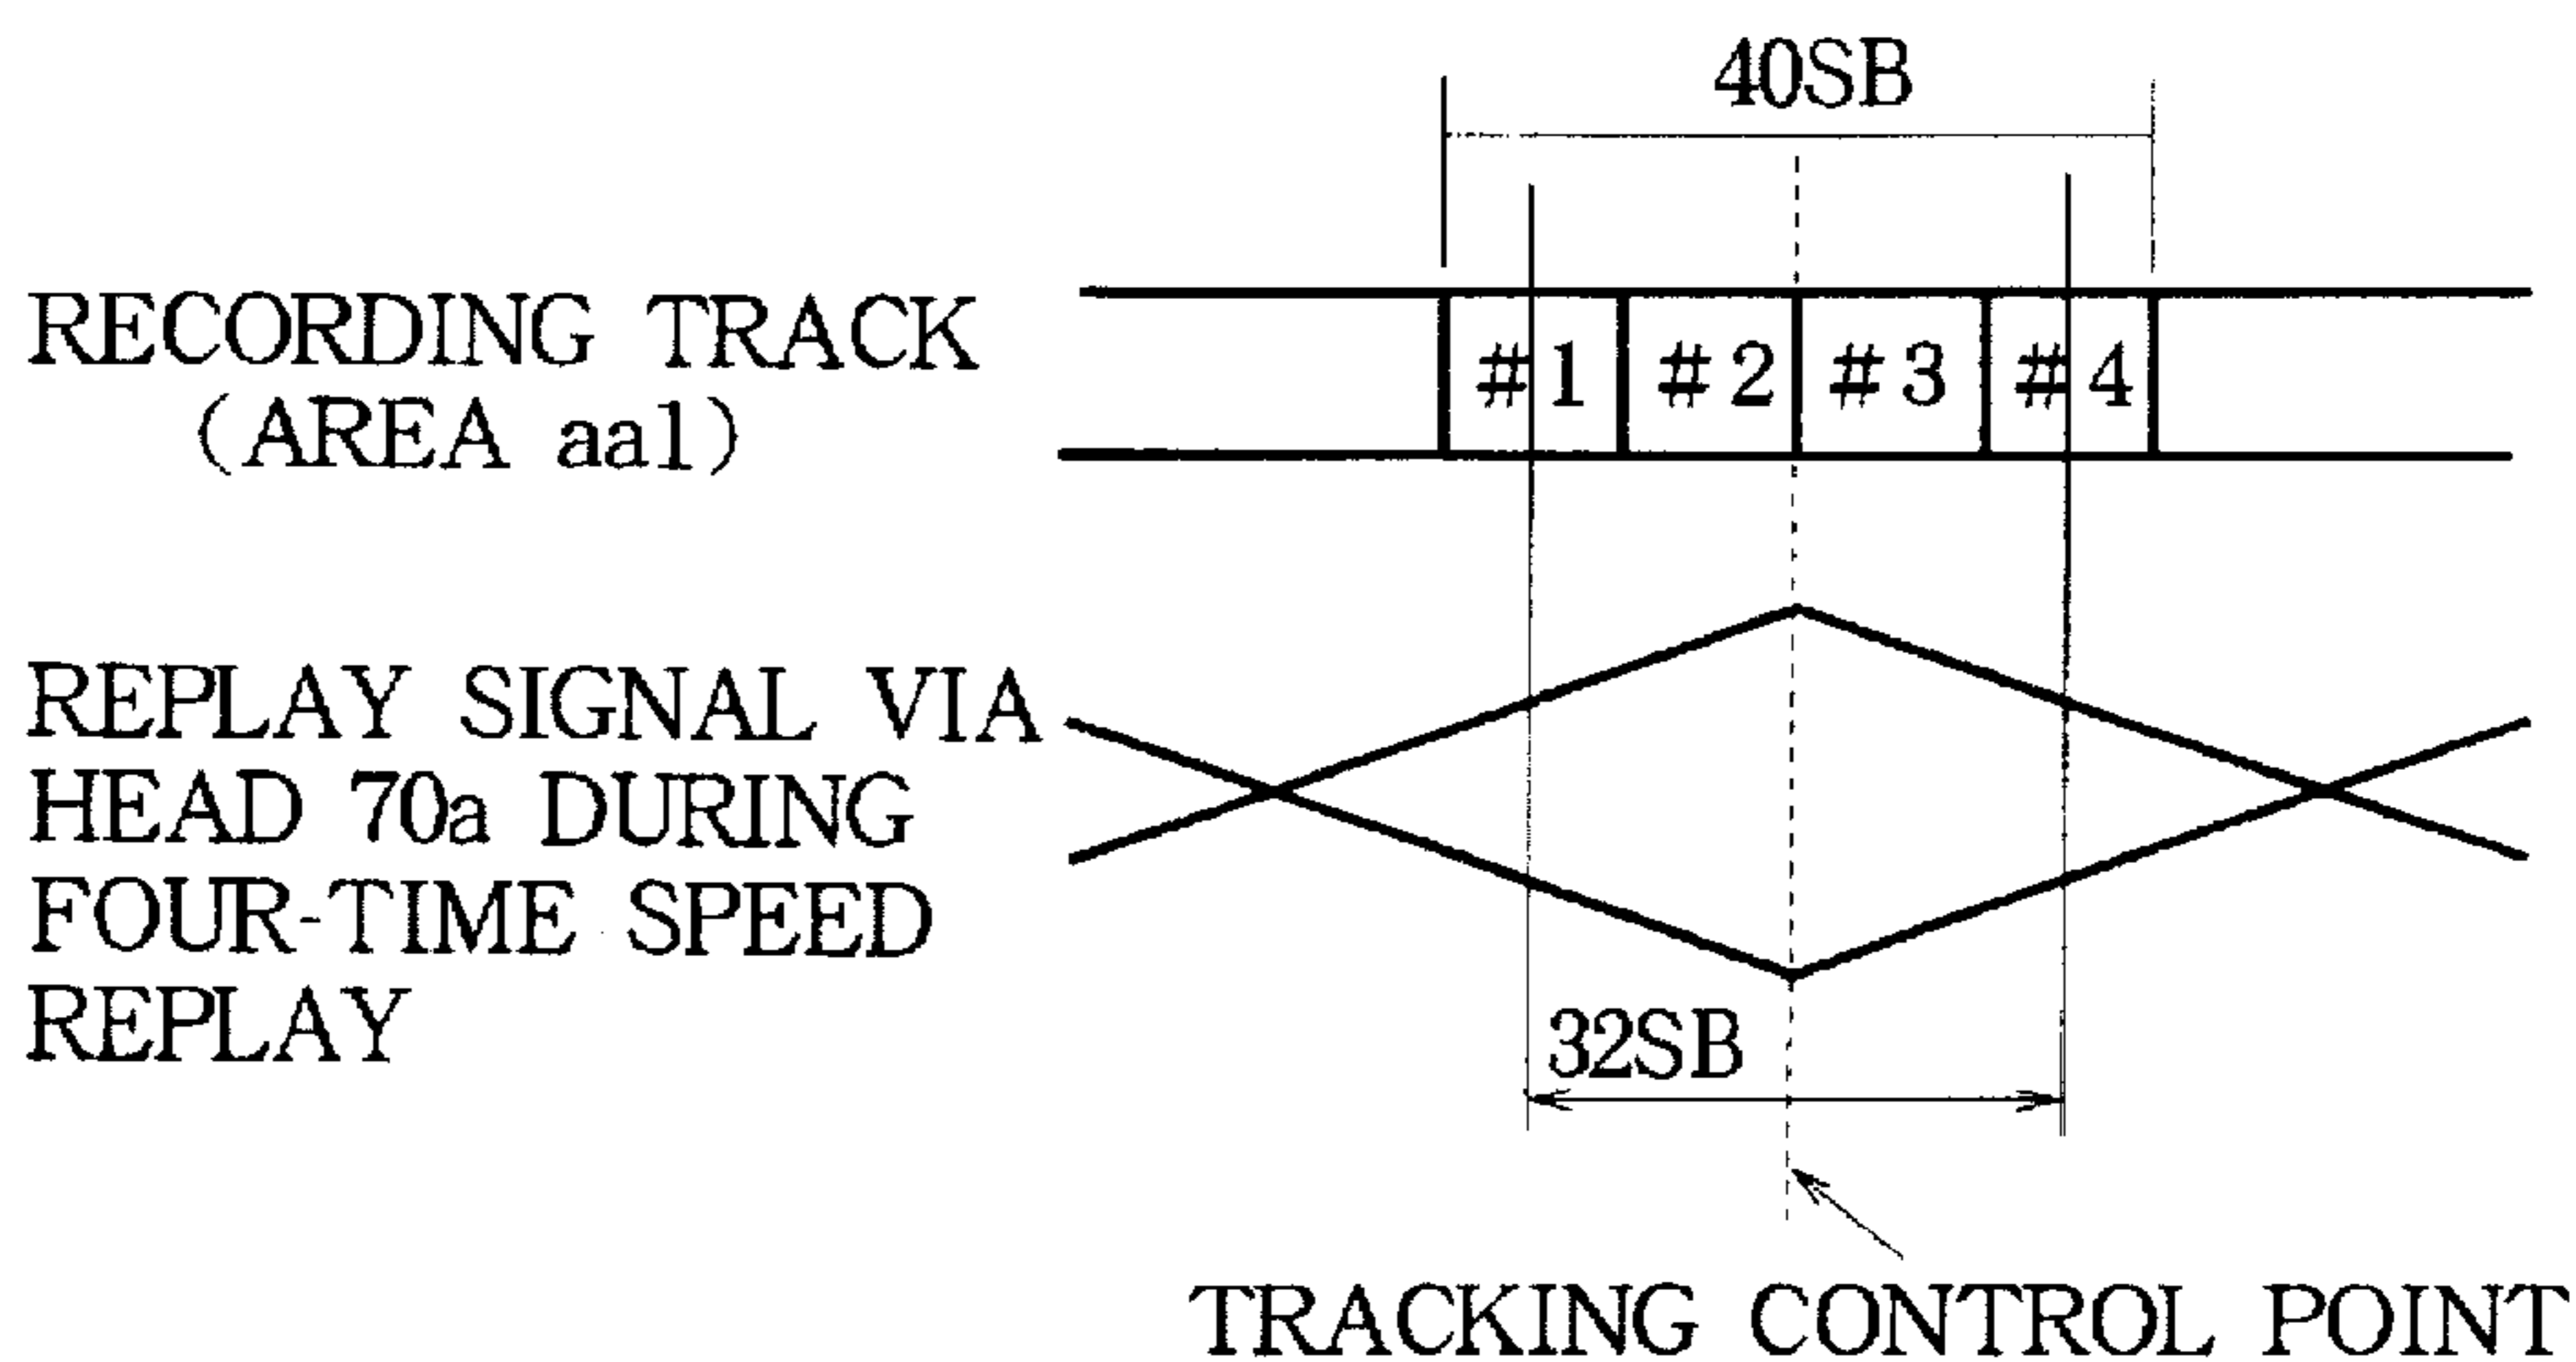 40SB
RECORDING TRACK
(AREA aa1)
#1 #2 #3 #4
REPLAY SIGNAL VIA
HEAD 70a DURING
FOUR-TIME SPEED
REPLAY
32SB
TRACKING CONTROL POINT